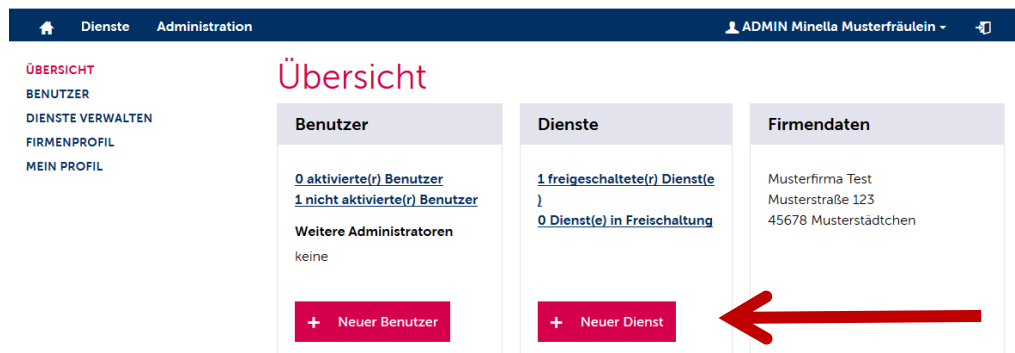 Dienste Administration ADMIN Minella Musterfräulein
ÜBERSICHT
BENUTZER
DIENSTE VERWALTEN
FIRMENPROFIL
MEIN PROFIL
Übersicht
Benutzer
0 aktivierte(r) Benutzer
1 nicht aktivierte(r) Benutzer
Weitere Administratoren
keine
+ Neuer Benutzer
Dienste
1 freigeschaltete(r) Dienst(e
)
0 Dienst(e) in Freischaltung
+ Neuer Dienst
Firmendaten
Musterfirma Test
Musterstraße 123
45678 Musterstädtchen